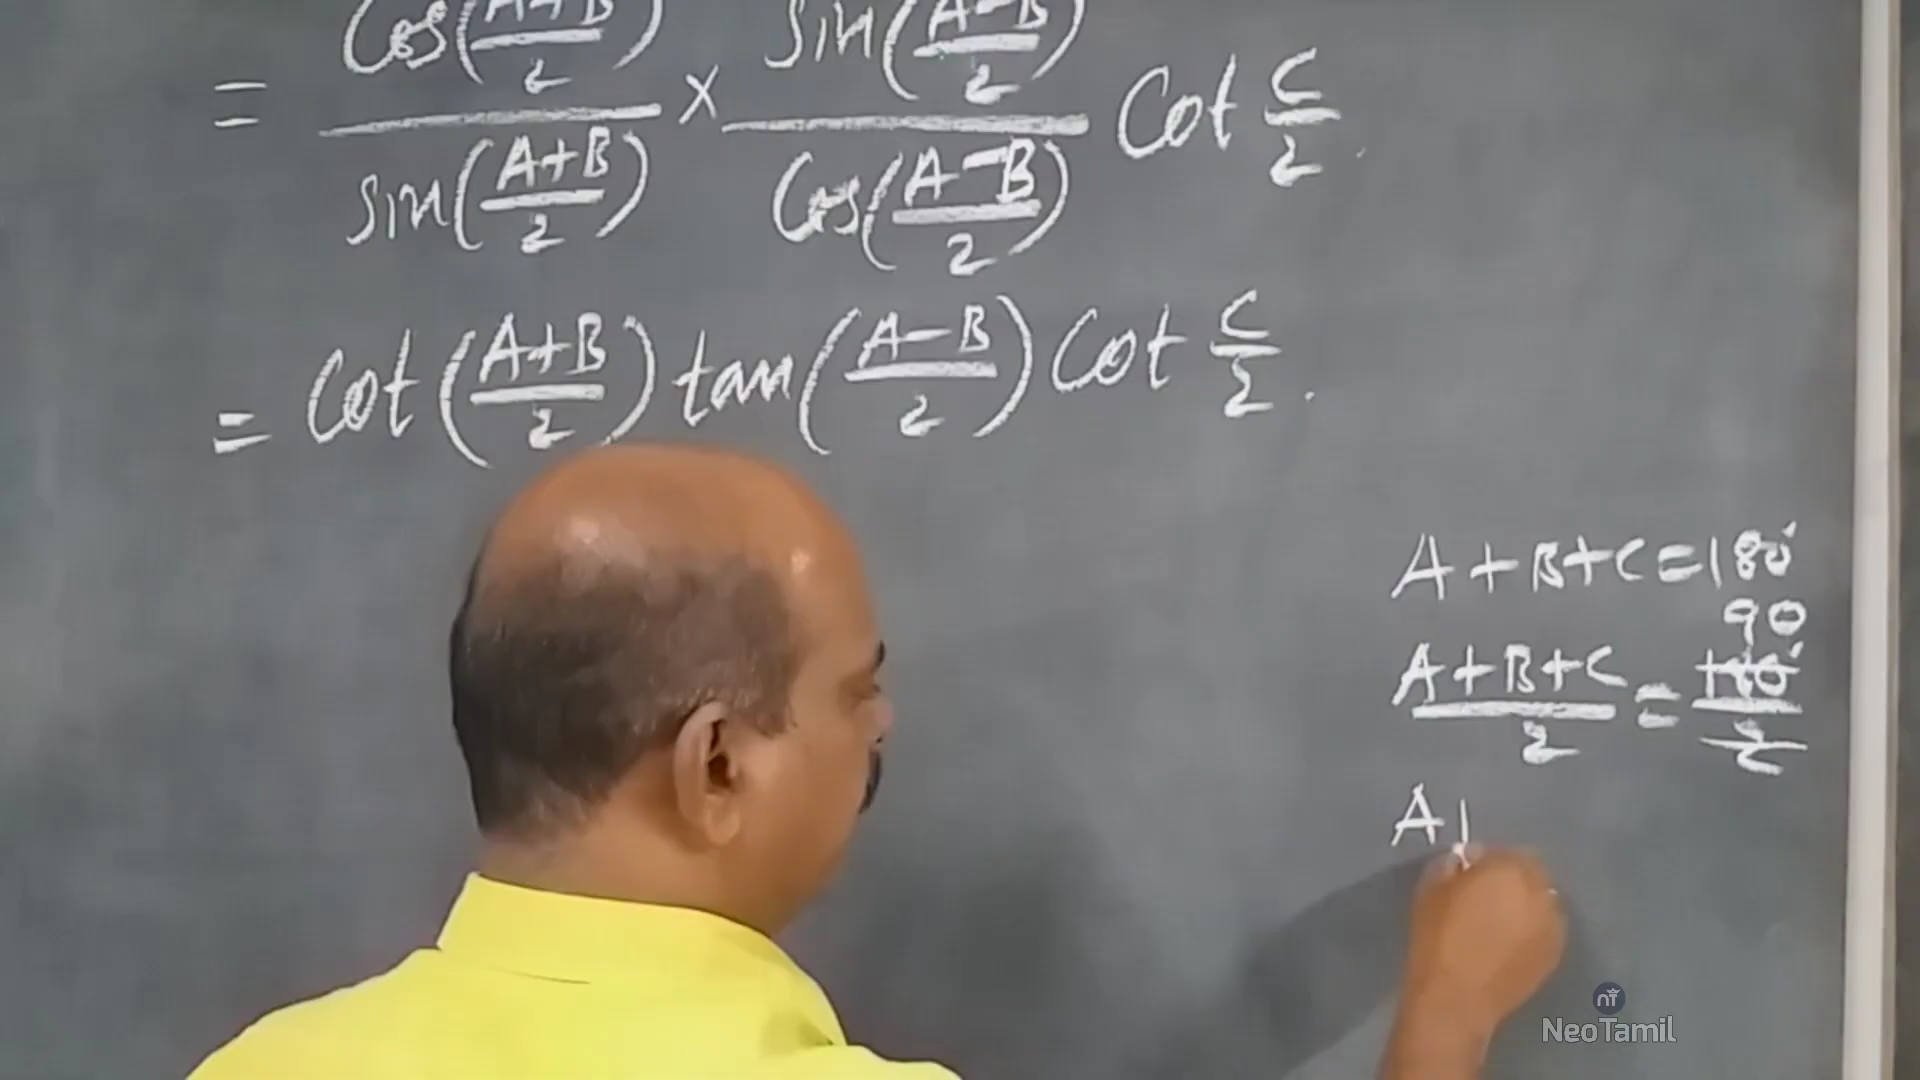 = Cos(A+B/2)/Sin(A+B/2) × Sin(A-B/2)/Cos(A-B/2) Cot C/2.
= Cot (A+B/2) tan (A-B/2) Cot C/2.
A + B + C = 180°
90
A+B+C/2 = 180°/2
A
NeoTamil